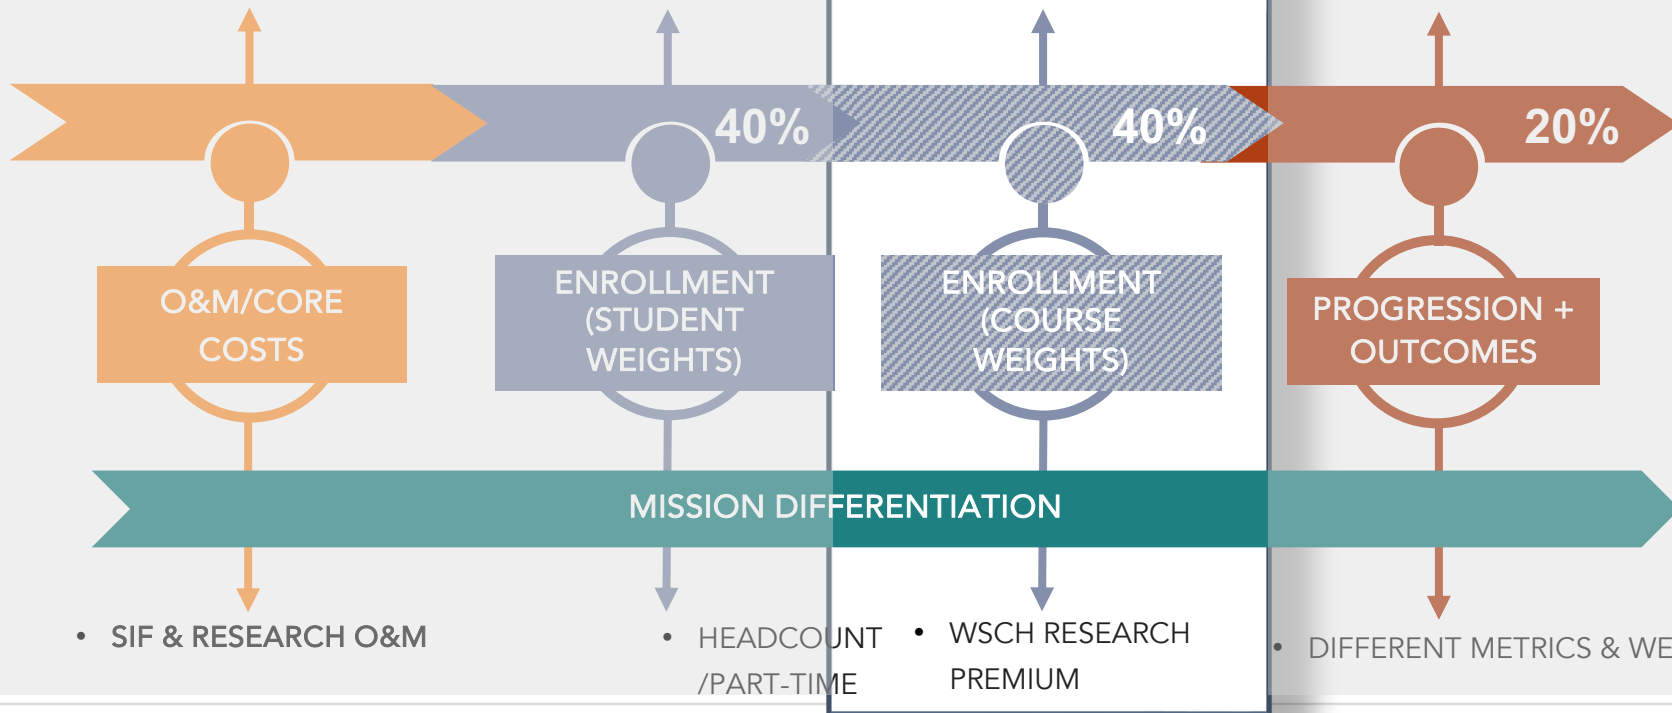 40%
40%
20%
O&M/CORE
COSTS
ENROLLMENT
(STUDENT
WEIGHTS)
ENROLLMENT
(COURSE
WEIGHTS)
PROGRESSION +
OUTCOMES
MISSION DIFFERENTIATION
• SIF & RESEARCH O&M
• HEADCOUNT
/PART-TIME
• WSCH RESEARCH
PREMIUM
• DIFFERENT METRICS & WE